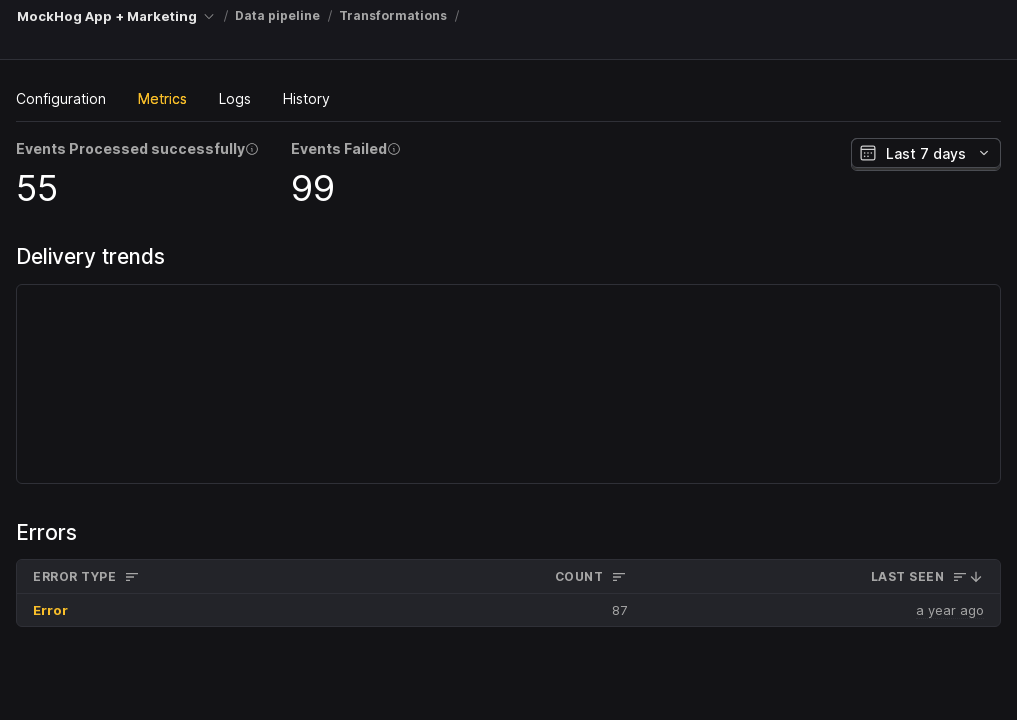 MockHog App + Marketing / Data pipeline / Transformations /
Configuration Metrics Logs History
Events Processed successfully Events Failed
55 99
Last 7 days
Delivery trends
Errors
ERROR TYPE COUNT LAST SEEN
Error 87 a year ago